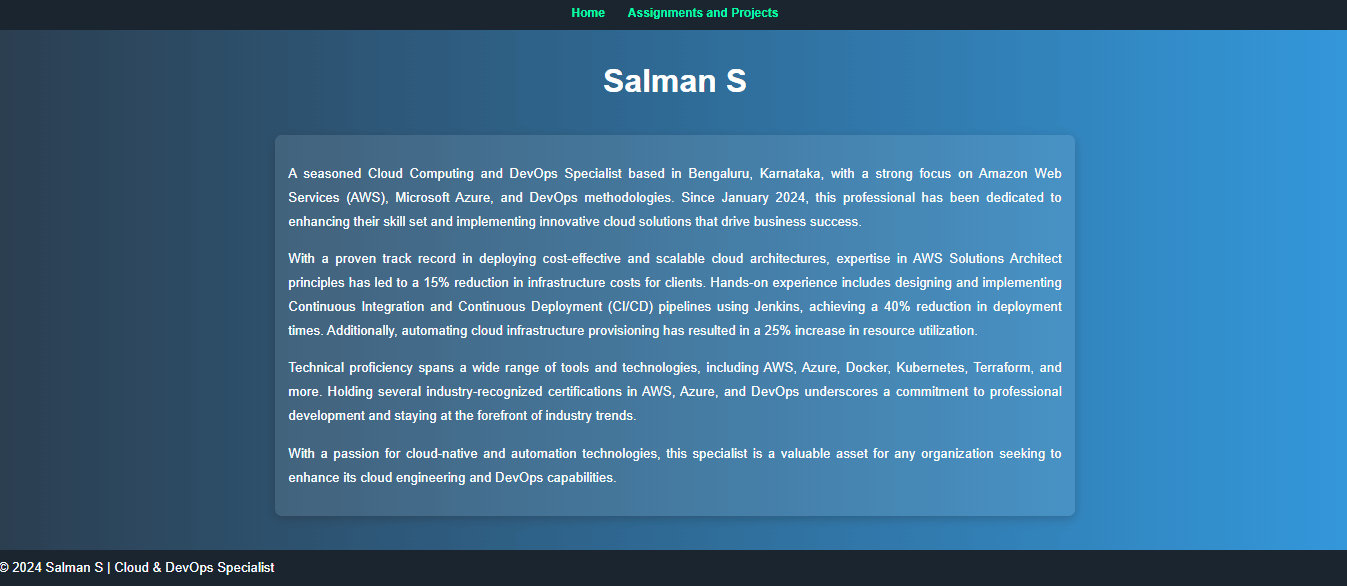 Home Assignments and Projects
Salman S
A seasoned Cloud Computing and DevOps Specialist based in Bengaluru, Karnataka, with a strong focus on Amazon Web
Services (AWS), Microsoft Azure, and DevOps methodologies. Since January 2024, this professional has been dedicated to
enhancing their skill set and implementing innovative cloud solutions that drive business success.
With a proven track record in deploying cost-effective and scalable cloud architectures, expertise in AWS Solutions Architect
principles has led to a 15% reduction in infrastructure costs for clients. Hands-on experience includes designing and implementing
Continuous Integration and Continuous Deployment (CI/CD) pipelines using Jenkins, achieving a 40% reduction in deployment
times. Additionally, automating cloud infrastructure provisioning has resulted in a 25% increase in resource utilization.
Technical proficiency spans a wide range of tools and technologies, including AWS, Azure, Docker, Kubernetes, Terraform, and
more. Holding several industry-recognized certifications in AWS, Azure, and DevOps underscores a commitment to professional
development and staying at the forefront of industry trends.
With a passion for cloud-native and automation technologies, this specialist is a valuable asset for any organization seeking to
enhance its cloud engineering and DevOps capabilities.
© 2024 Salman S | Cloud & DevOps Specialist